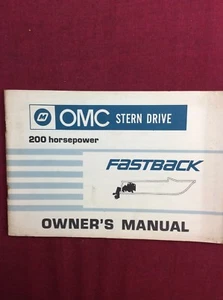 OMC STERN DRIVE
200 horsepower
FASTBACK
OWNER'S MANUAL